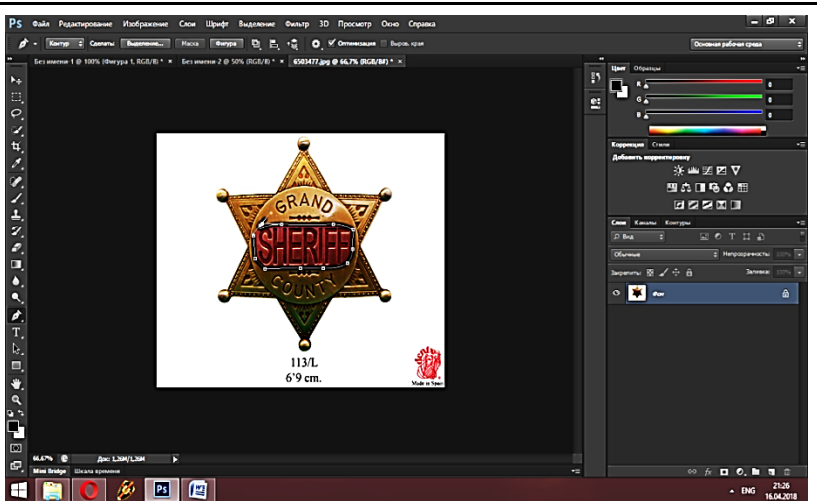 Ps Файл Редактирование Изображение Слои Шрифт Выделение Фильтр 3D Просмотр Окно Справка
Контур Сделать: Выделение... Маска Фигура Оптимизация Выров. края Основная рабочая среда
Без имени-1 @ 100% (Фигура 1, RGB/8) * × Без имени-2 @ 50% (RGB/8) * × 6503477.jpg @ 66,7% (RGB/8#) * ×
Цвет Образцы
R 0
G 0
B 0
Коррекция Стили
Добавить корректировку
Слои Каналы Контуры
Вид
Обычные Непрозрачность: 100%
Закрепить: Заливка: 100%
Фон
GRAND
SHERIFF
COUNTY
113/L
6'9 cm.
Made in Spain
66,67% Док: 1,26M/1,26M
Mini Bridge Шкала времени
Ps
ENG 21:26
16.04.2018